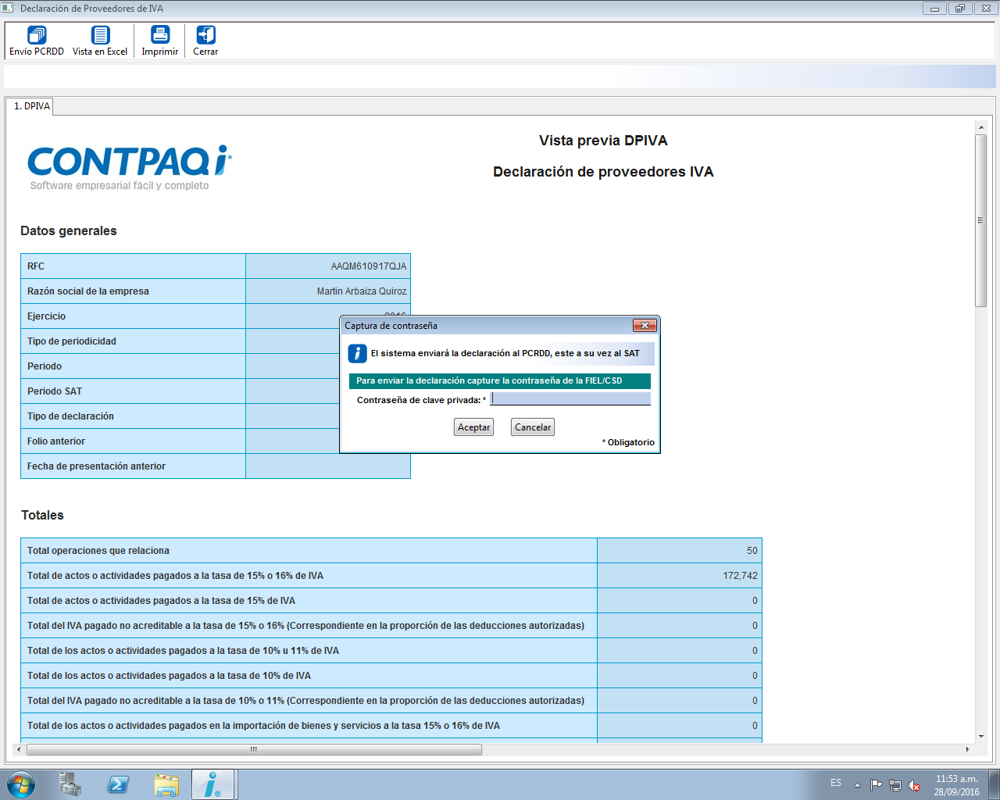 Declaración de Proveedores de IVA
Envío PCRDD
Vista en Excel
Imprimir
Cerrar
1. DPIVA
CONTPAQi®
Software empresarial fácil y completo
Vista previa DPIVA
Declaración de proveedores IVA
Datos generales
RFC AAQM610917QJA
Razón social de la empresa Martin Arbaiza Quiroz
Ejercicio
Tipo de periodicidad
Periodo
Periodo SAT
Tipo de declaración
Folio anterior
Fecha de presentación anterior
Captura de contraseña
El sistema enviará la declaración al PCRDD, este a su vez al SAT
Para enviar la declaración capture la contraseña de la FIEL/CSD
Contraseña de clave privada: *
Aceptar
Cancelar
* Obligatorio
Totales
Total operaciones que relaciona 50
Total de actos o actividades pagados a la tasa de 15% o 16% de IVA 172,742
Total de actos o actividades pagados a la tasa de 15% de IVA 0
Total del IVA pagado no acreditable a la tasa de 15% o 16% (Correspondiente en la proporción de las deducciones autorizadas) 0
Total de los actos o actividades pagados a la tasa de 10% u 11% de IVA 0
Total de los actos o actividades pagados a la tasa de 10% de IVA 0
Total del IVA pagado no acreditable a la tasa de 10% o 11% (Correspondiente en la proporción de las deducciones autorizadas) 0
Total de los actos o actividades pagados en la importación de bienes y servicios a la tasa 15% o 16% de IVA 0
ES
11:53 a.m.
28/09/2016